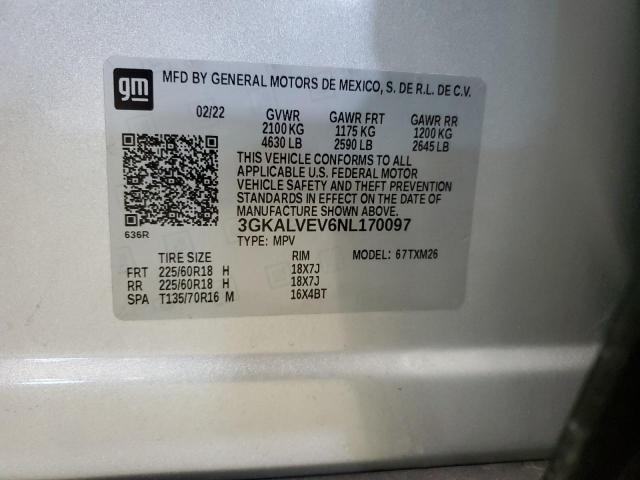 gm
MFD BY GENERAL MOTORS DE MEXICO, S. DE R.L. DE C.V.
02/22 GVWR GAWR FRT GAWR RR
2100 KG 1175 KG 1200 KG
4630 LB 2590 LB 2645 LB
THIS VEHICLE CONFORMS TO ALL
APPLICABLE U.S. FEDERAL MOTOR
VEHICLE SAFETY AND THEFT PREVENTION
STANDARDS IN EFFECT ON THE DATE OF
MANUFACTURE SHOWN ABOVE.
636R
3GKALVEV6NL170097
TYPE: MPV MODEL: 67TXM26
TIRE SIZE RIM
FRT 225/60R18 H 18X7J
RR 225/60R18 H 18X7J
SPA T135/70R16 M 16X4BT